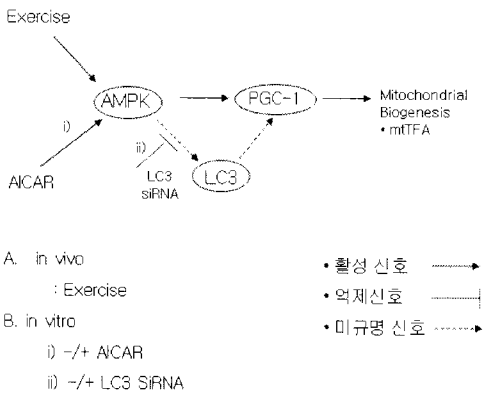 Exercise
AMPK
PGC-1
Mitochondrial
Biogenesis
• mtTFA
i)
ii)
AICAR
LC3
siRNA
LC3
A. in vivo
: Exercise
B. in vitro
i) -/+ AICAR
ii) -/+ LC3 SiRNA
• 활성 신호
• 억제신호
• 미규명 신호